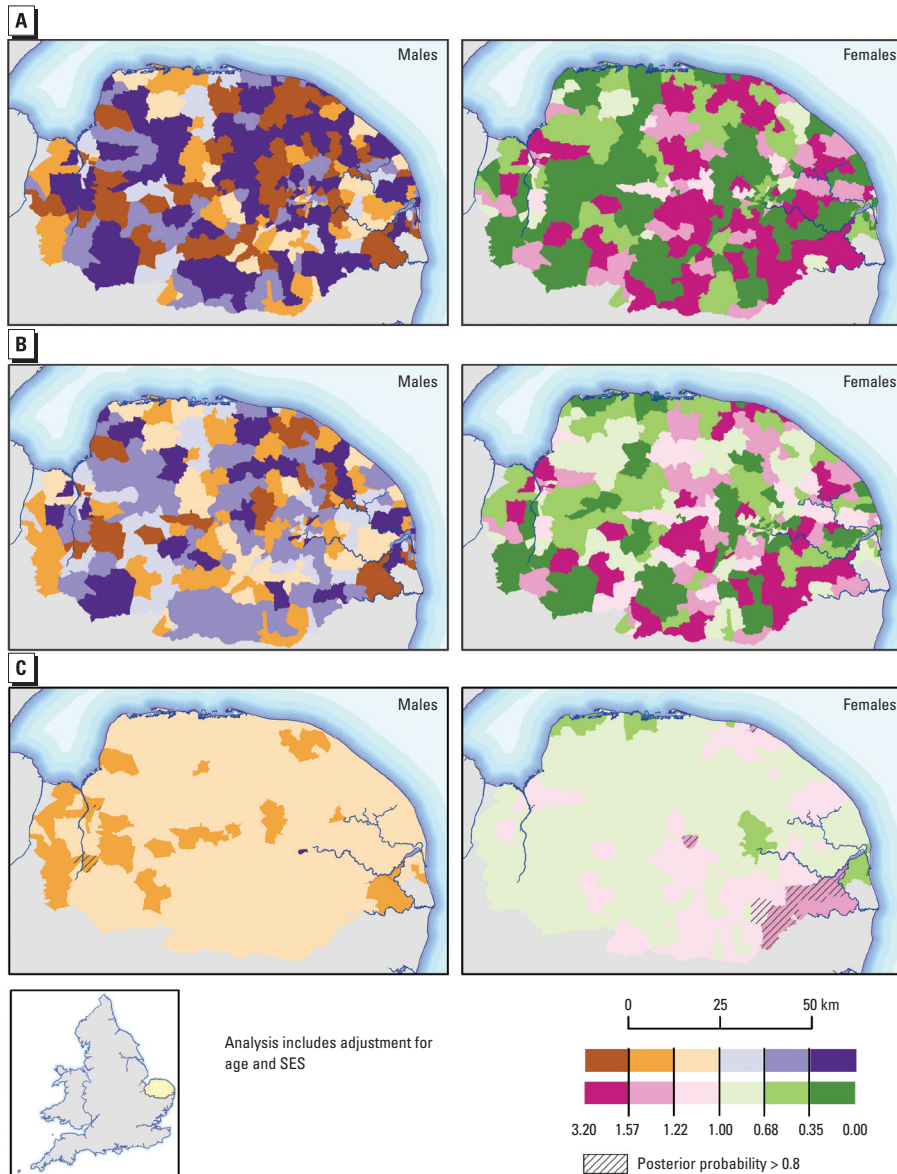 A
Males
Females
B
Males
Females
C
Males
Females
Analysis includes adjustment for
age and SES
0 25 50 km
3.20 1.57 1.22 1.00 0.68 0.35 0.00
Posterior probability > 0.8